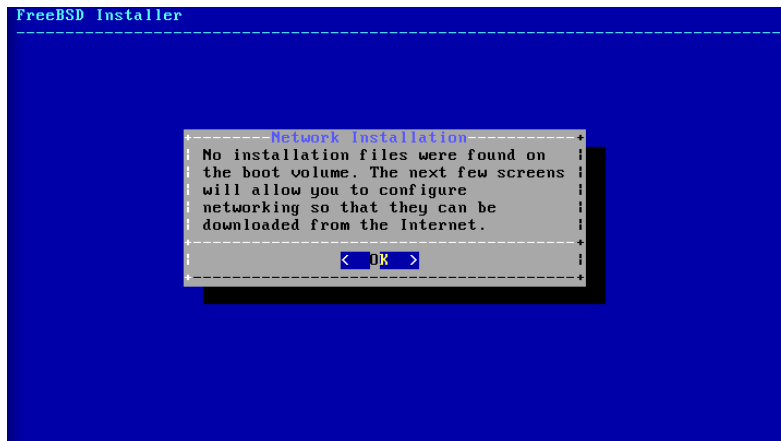 FreeBSD Installer
Network Installation
No installation files were found on
the boot volume. The next few screens
will allow you to configure
networking so that they can be
downloaded from the Internet.
< OK >